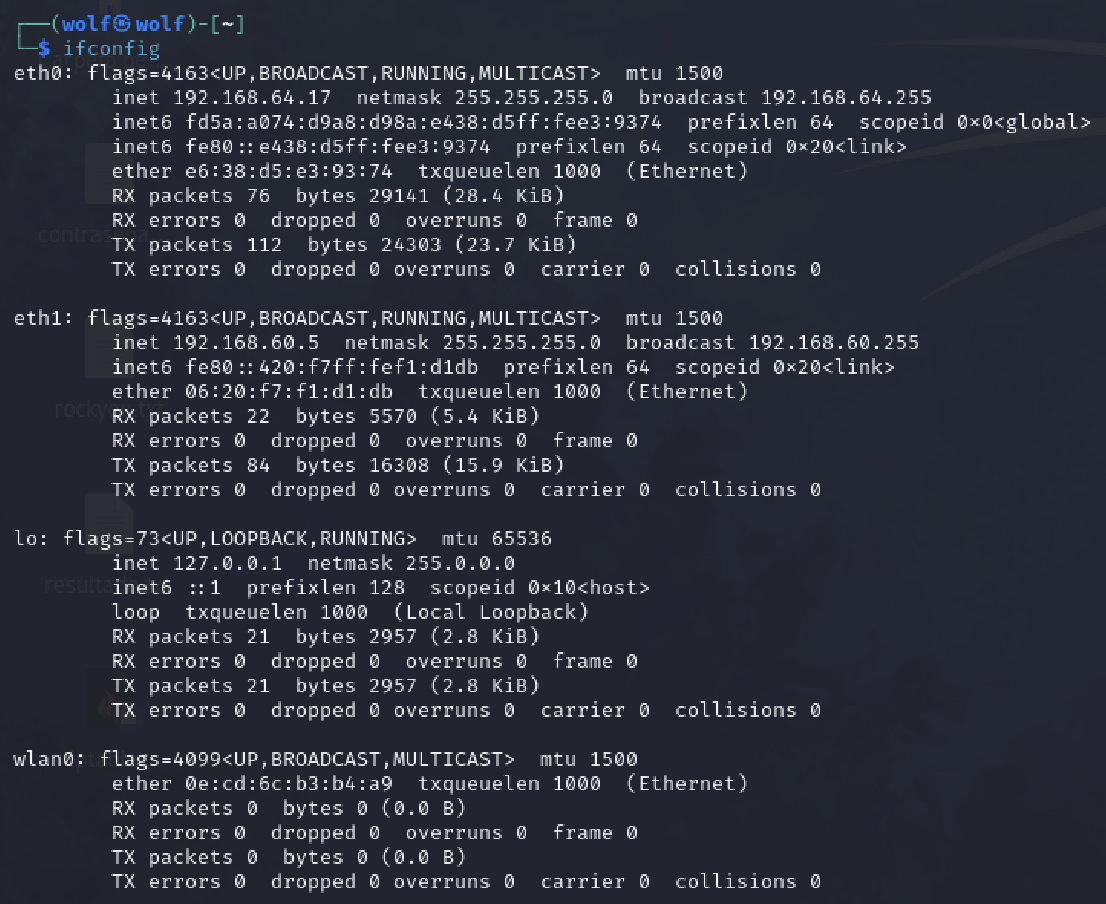 ┌──(wolf㉿wolf)-[~]
└─$ ifconfig
eth0: flags=4163<UP,BROADCAST,RUNNING,MULTICAST>  mtu 1500
        inet 192.168.64.17  netmask 255.255.255.0  broadcast 192.168.64.255
        inet6 fd5a:a074:d9a8:d98a:e438:d5ff:fee3:9374  prefixlen 64  scopeid 0×0<global>
        inet6 fe80::e438:d5ff:fee3:9374  prefixlen 64  scopeid 0×20<link>
        ether e6:38:d5:e3:93:74  txqueuelen 1000  (Ethernet)
        RX packets 76  bytes 29141 (28.4 KiB)
        RX errors 0  dropped 0  overruns 0  frame 0
contrasena
        TX packets 112  bytes 24303 (23.7 KiB)
        TX errors 0  dropped 0 overruns 0  carrier 0  collisions 0

eth1: flags=4163<UP,BROADCAST,RUNNING,MULTICAST>  mtu 1500
        inet 192.168.60.5  netmask 255.255.255.0  broadcast 192.168.60.255
        inet6 fe80::420:f7ff:fef1:d1db  prefixlen 64  scopeid 0×20<link>
        ether 06:20:f7:f1:d1:db  txqueuelen 1000  (Ethernet)
        RX packets 22  bytes 5570 (5.4 KiB)
        RX errors 0  dropped 0  overruns 0  frame 0
        TX packets 84  bytes 16308 (15.9 KiB)
        TX errors 0  dropped 0 overruns 0  carrier 0  collisions 0

lo: flags=73<UP,LOOPBACK,RUNNING>  mtu 65536
        inet 127.0.0.1  netmask 255.0.0.0
        inet6 ::1  prefixlen 128  scopeid 0×10<host>
        loop  txqueuelen 1000  (Local Loopback)
        RX packets 21  bytes 2957 (2.8 KiB)
        RX errors 0  dropped 0  overruns 0  frame 0
        TX packets 21  bytes 2957 (2.8 KiB)
        TX errors 0  dropped 0 overruns 0  carrier 0  collisions 0

wlan0: flags=4099<UP,BROADCAST,MULTICAST>  mtu 1500
        ether 0e:cd:6c:b3:b4:a9  txqueuelen 1000  (Ethernet)
        RX packets 0  bytes 0 (0.0 B)
        RX errors 0  dropped 0  overruns 0  frame 0
        TX packets 0  bytes 0 (0.0 B)
        TX errors 0  dropped 0 overruns 0  carrier 0  collisions 0